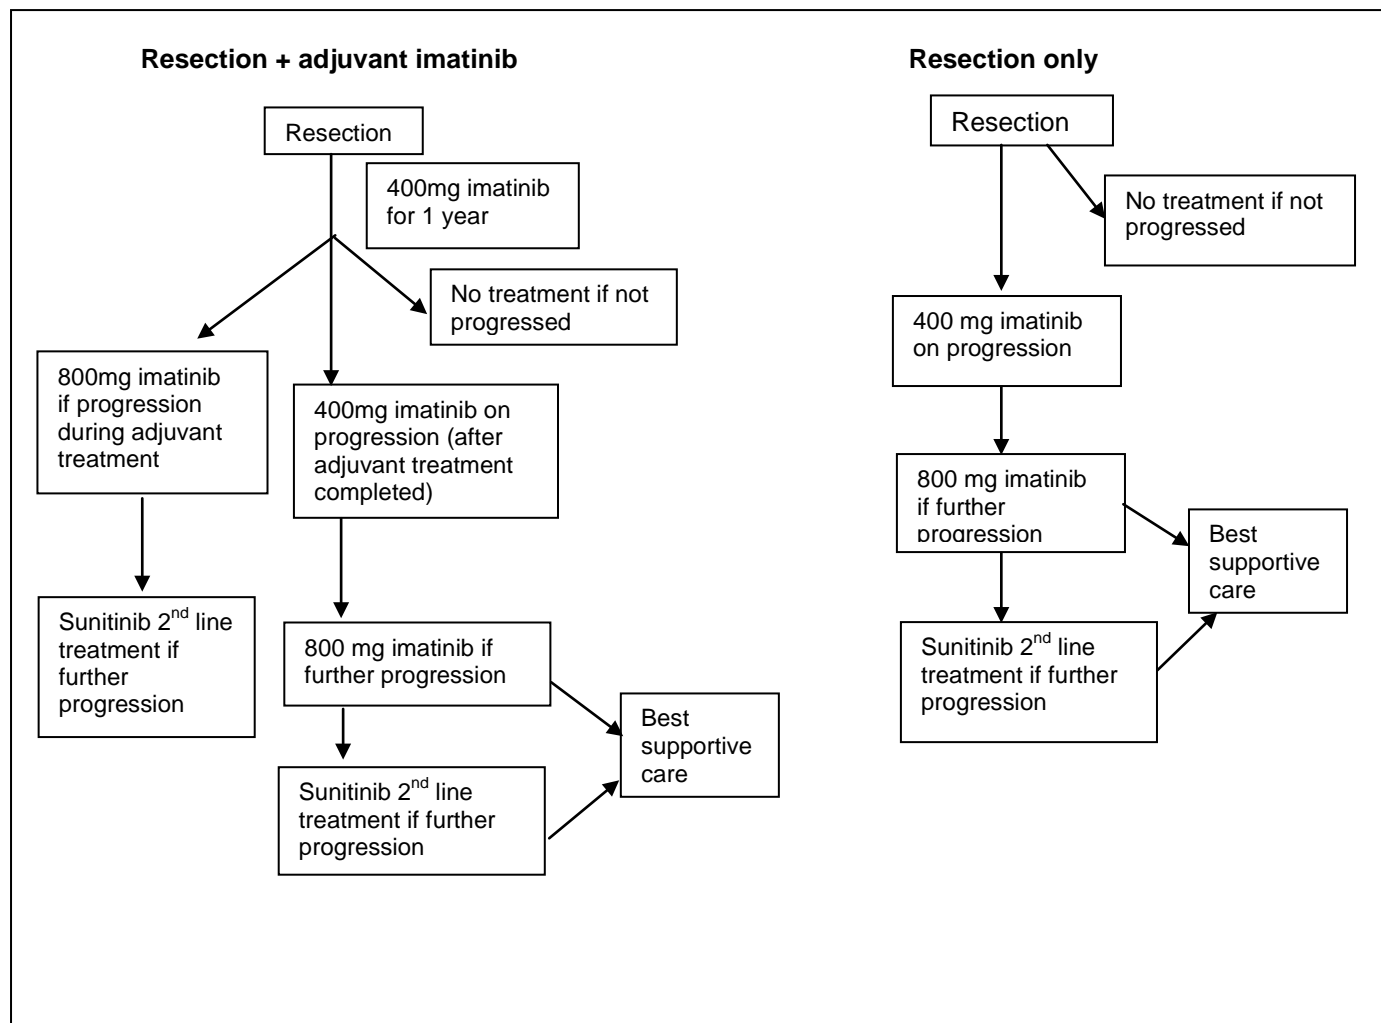 Resection + adjuvant imatinib
Resection
400mg imatinib
for 1 year
No treatment if not
progressed
800mg imatinib
if progression
during adjuvant
treatment
400mg imatinib on
progression (after
adjuvant treatment
completed)
Sunitinib 2nd line
treatment if
further
progression
800 mg imatinib if
further progression
Sunitinib 2nd line
treatment if further
progression
Best
supportive
care
Resection only
Resection
No treatment if not
progressed
400 mg imatinib
on progression
800 mg imatinib
if further
progression
Best
supportive
care
Sunitinib 2nd line
treatment if further
progression